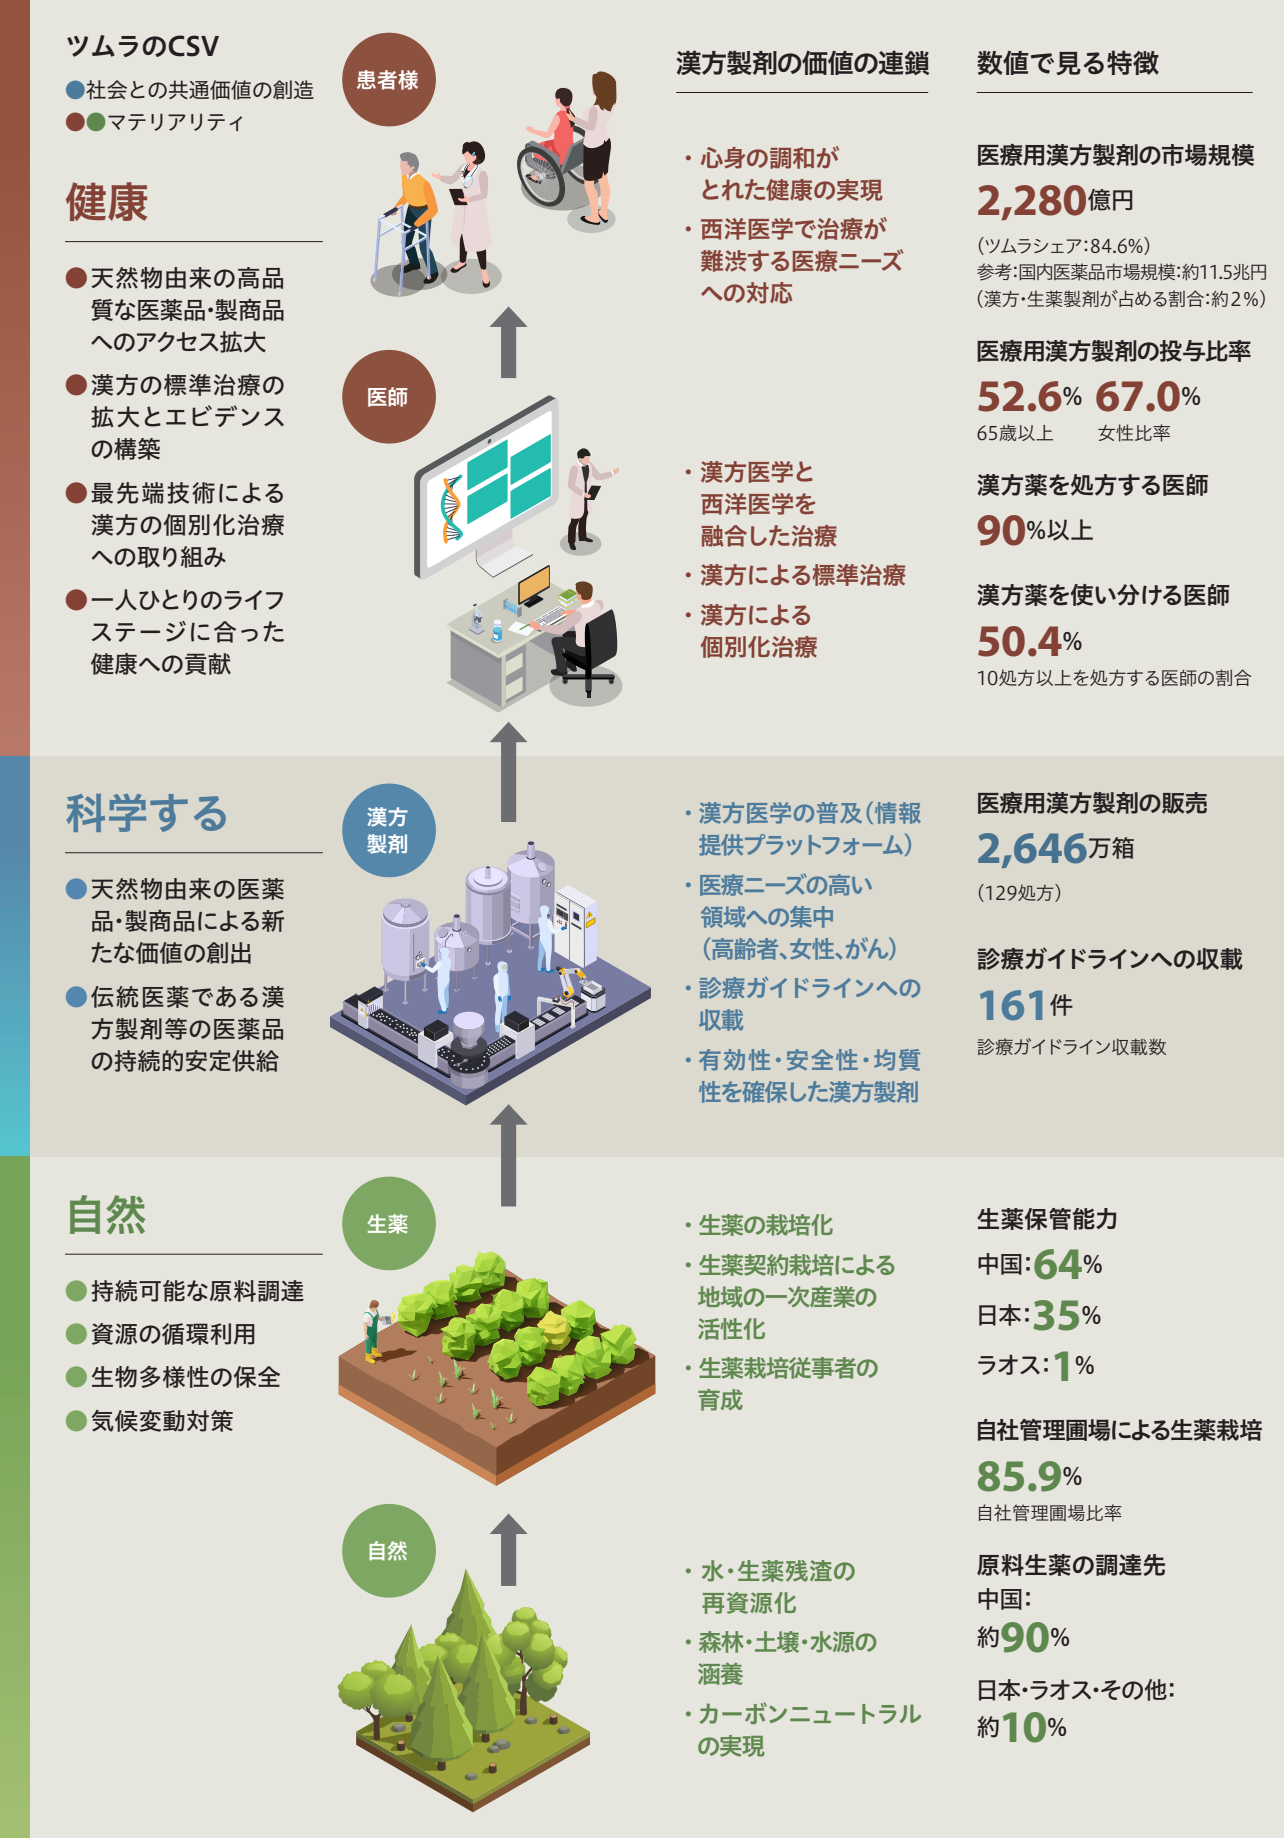 ツムラのCSV
●社会との共通価値の創造
●●マテリアリティ
健康
●天然物由来の高品
質な医薬品・製商品
へのアクセス拡大
●漢方の標準治療の
拡大とエビデンス
の構築
●最先端技術による
漢方の個別化治療
への取り組み
●一人ひとりのライフ
ステージに合った
健康への貢献
患者様
医師
漢方製剤の価値の連鎖
・心身の調和が
とれた健康の実現
・西洋医学で治療が
難渋する医療ニーズ
への対応
・漢方医学と
西洋医学を
融合した治療
・漢方による標準治療
・漢方による
個別化治療
数値で見る特徴
医療用漢方製剤の市場規模
2,280億円
（ツムラシェア：84.6%）
参考：国内医薬品市場規模：約11.5兆円
（漢方・生薬製剤が占める割合：約2%）
医療用漢方製剤の投与比率
52.6% 67.0%
65歳以上 女性比率
漢方薬を処方する医師
90%以上
漢方薬を使い分ける医師
50.4%
10処方以上を処方する医師の割合
科学する
●天然物由来の医薬
品・製商品による新
たな価値の創出
●伝統医薬である漢
方製剤等の医薬品
の持続的安定供給
漢方
製剤
・漢方医学の普及（情報
提供プラットフォーム）
・医療ニーズの高い
領域への集中
（高齢者、女性、がん）
・診療ガイドラインへの
収載
・有効性・安全性・均質
性を確保した漢方製剤
医療用漢方製剤の販売
2,646万箱
（129処方）
診療ガイドラインへの収載
161件
診療ガイドライン収載数
自然
●持続可能な原料調達
●資源の循環利用
●生物多様性の保全
●気候変動対策
生薬
自然
・生薬の栽培化
・生薬契約栽培による
地域の一次産業の
活性化
・生薬栽培従事者の
育成
・水・生薬残渣の
再資源化
・森林・土壌・水源の
涵養
・カーボンニュートラル
の実現
生薬保管能力
中国：64%
日本：35%
ラオス：1%
自社管理圃場による生薬栽培
85.9%
自社管理圃場比率
原料生薬の調達先
中国：
約90%
日本・ラオス・その他：
約10%